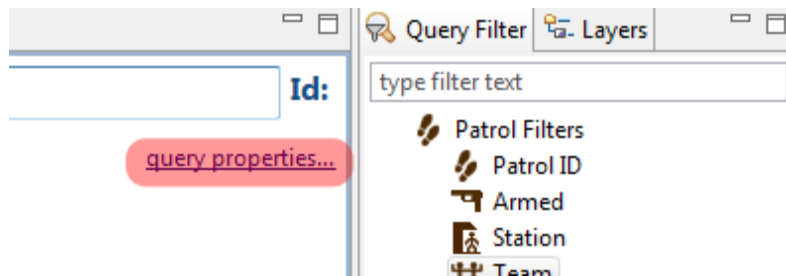 Query Filter Layers
Id:
type filter text
query properties...
Patrol Filters
Patrol ID
Armed
Station
Team